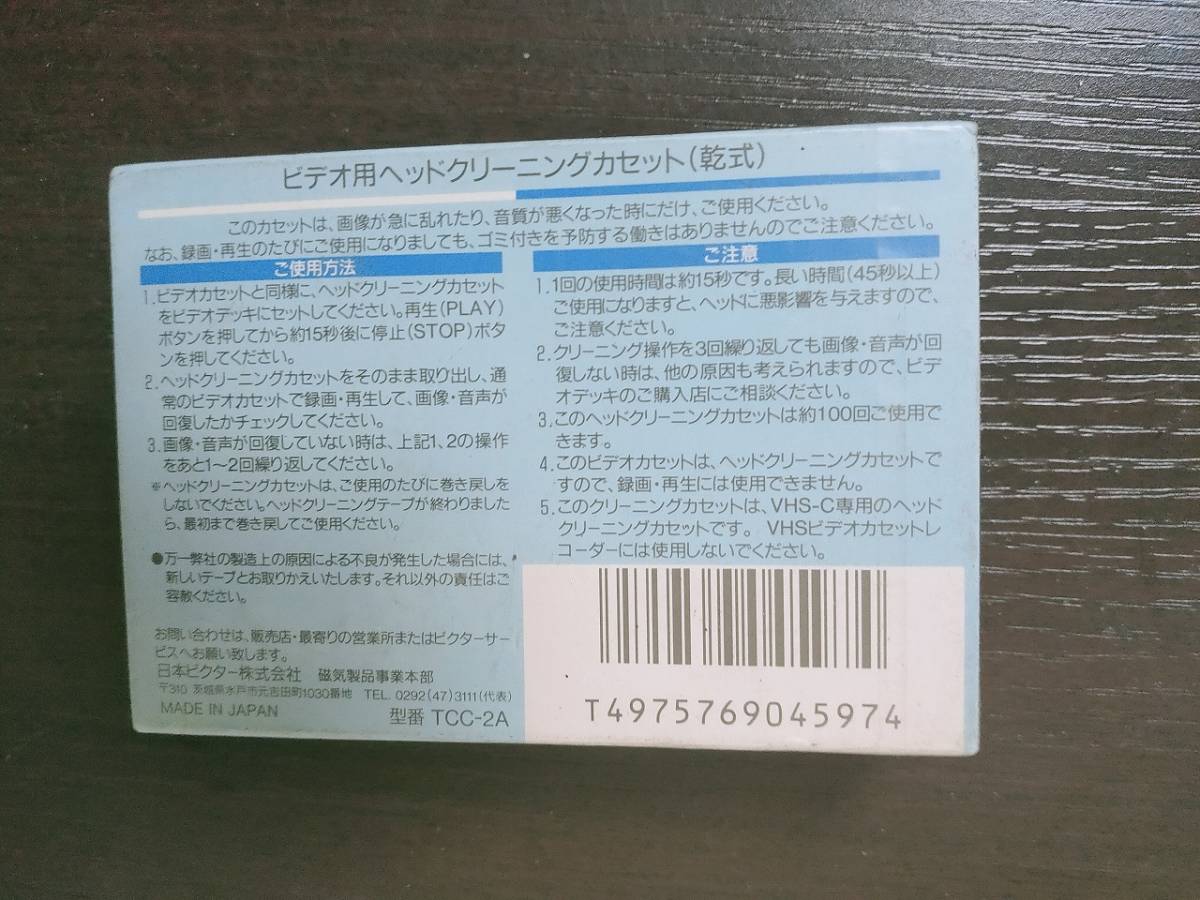 ビデオ用ヘッドクリーニングカセット(乾式)
このカセットは、画像が急に乱れたり、音質が悪くなった時にだけ、ご使用ください。
なお、録画・再生のたびにご使用になりましても、ゴミ付きを予防する働きはありませんのでご注意ください。
ご使用方法
1.ビデオカセットと同様に、ヘッドクリーニングカセット
をビデオデッキにセットしてください。再生(PLAY)
ボタンを押してから約15秒後に停止(STOP)ボタ
ンを押してください。
2.ヘッドクリーニングカセットをそのまま取り出し、通
常のビデオカセットで録画・再生して、画像・音声が
回復したかチェックしてください。
3.画像・音声が回復していない時は、上記1、2の操作
をあと1〜2回繰り返してください。
※ヘッドクリーニングカセットは、ご使用のたびに巻き戻しを
しないでください。ヘッドクリーニングテープが終わりました
ら、最初まで巻き戻してご使用ください。
●万一弊社の製造上の原因による不良が発生した場合には、
新しいテープとお取りかえいたします。それ以外の責任はご
容赦ください。
お問い合わせは、販売店・最寄りの営業所またはビクターサー
ビスへお願い致します。
日本ビクター株式会社 磁気製品事業本部
〒310 茨城県水戸市元吉田町1030番地 TEL. 0292(47)3111(代表)
MADE IN JAPAN 型番 TCC-2A
ご注意
1.1回の使用時間は約15秒です。長い時間(45秒以上)
ご使用になりますと、ヘッドに悪影響を与えますので、
ご注意ください。
2.クリーニング操作を3回繰り返しても画像・音声が回
復しない時は、他の原因も考えられますので、ビデ
オデッキのご購入店にご相談ください。
3.このヘッドクリーニングカセットは約100回ご使用で
きます。
4.このビデオカセットは、ヘッドクリーニングカセットで
すので、録画・再生には使用できません。
5.このクリーニングカセットは、VHS-C専用のヘッド
クリーニングカセットです。 VHSビデオカセットレ
コーダーには使用しないでください。
T4975769045974